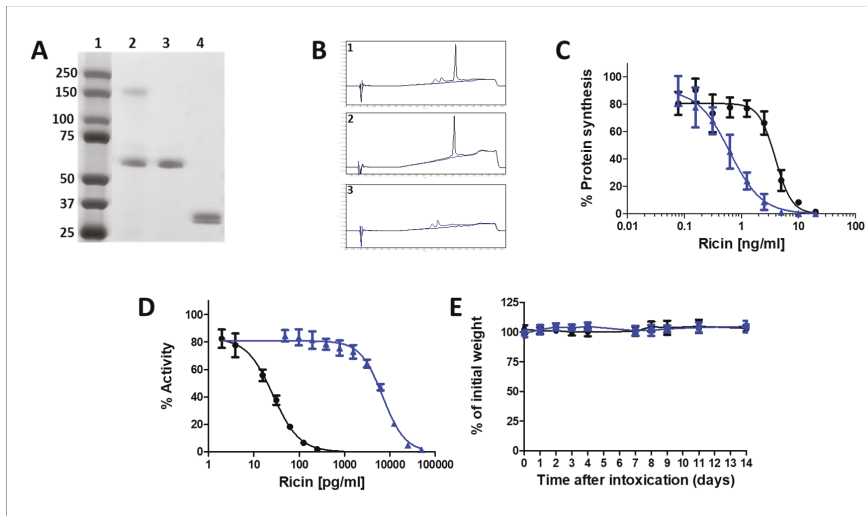 A
1 2 3 4
250
150
100
75
50
37
25
B
1
2
3
C
% Protein synthesis
100
80
60
40
20
0
0.01 0.1 1 10 100
Ricin [ng/ml]
D
% Activity
100
80
60
40
20
0
1 10 100 1000 10000 100000
Ricin [pg/ml]
E
% of initial weight
125
100
75
50
25
0
0 1 2 3 4 5 6 7 8 9 10 11 12 13 14
Time after intoxication (days)